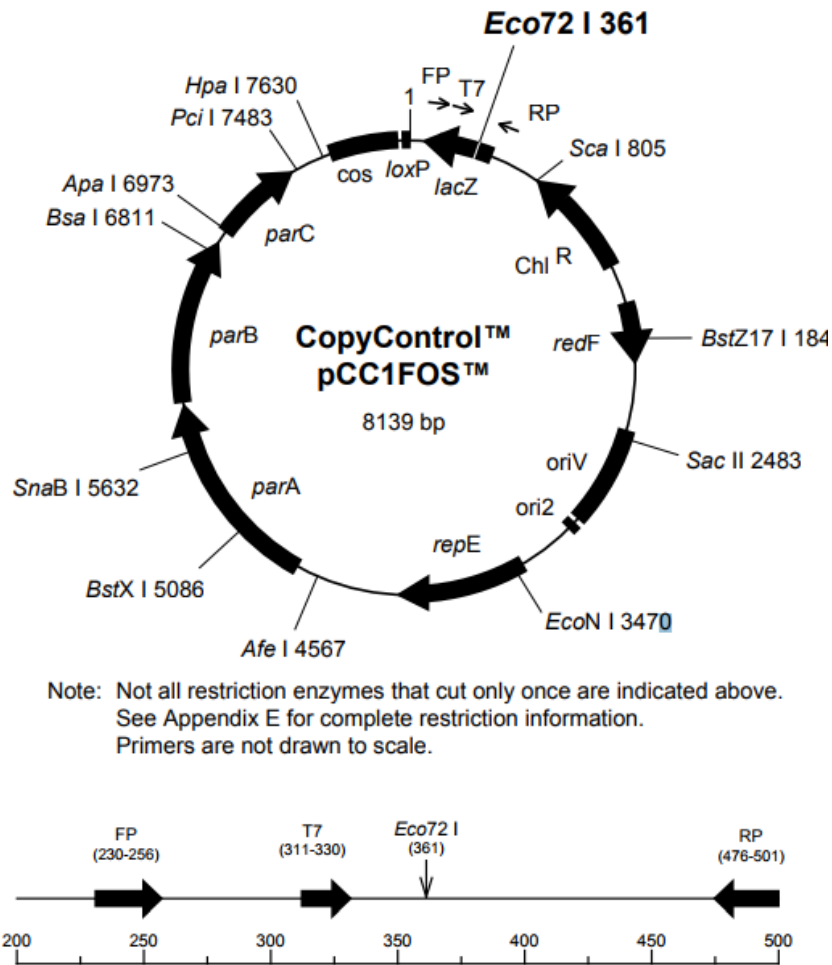 Eco72 I 361
FP
T7
1
RP
Hpa I 7630
Pci I 7483
Sca I 805
cos
loxP
lacZ
Apa I 6973
Bsa I 6811
parC
Chl R
parB
CopyControl™
pCC1FOS™
8139 bp
redF
BstZ17 I 184
oriV
Sac II 2483
SnaB I 5632
parA
ori2
repE
BstX I 5086
EcoN I 3470
Afe I 4567
Note: Not all restriction enzymes that cut only once are indicated above.
See Appendix E for complete restriction information.
Primers are not drawn to scale.
FP
(230-256)
T7
(311-330)
Eco72 I
(361)
RP
(476-501)
200 250 300 350 400 450 500